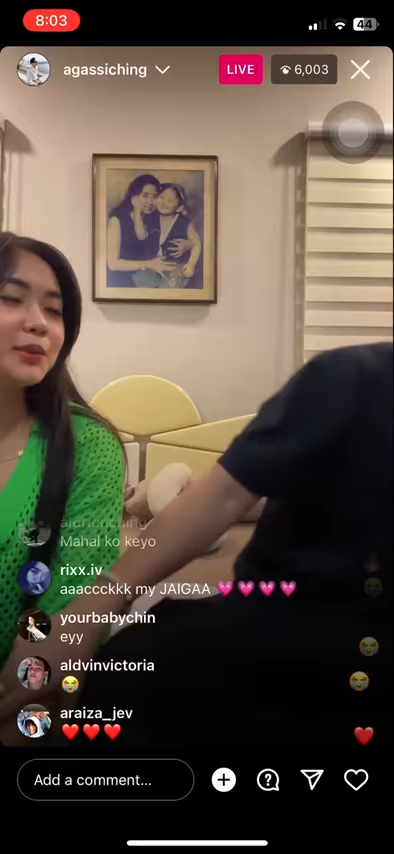 8:03
44
agassiching
LIVE
6,003
aldricnching
Mahal ko keyo
rixx.iv
aaaccckkk my JAIGAA
yourbabychin
eyy
aldvinvictoria
araiza_jev
Add a comment...